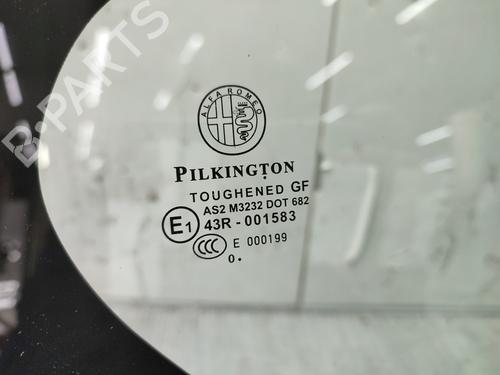 B-PARTS
ALFA ROMEO
PILKINGTON
TOUGHENED GF
AS2 M3232 DOT 682
E1 43R - 001583
CCC E 000199
0.